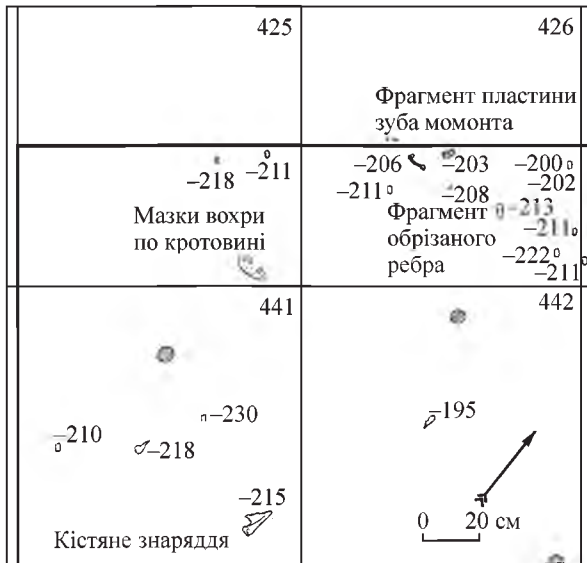 425
426
Фрагмент пластини
зуба момонта
–218
–211
–206
–203
–200
–202
–211
–208
Мазки вохри
по кротовині
Фрагмент
обрізаного
ребра
–213
–211
–222
–211
441
442
–230
–210
–218
–215
Кістяне знаряддя
–195
0 20 см